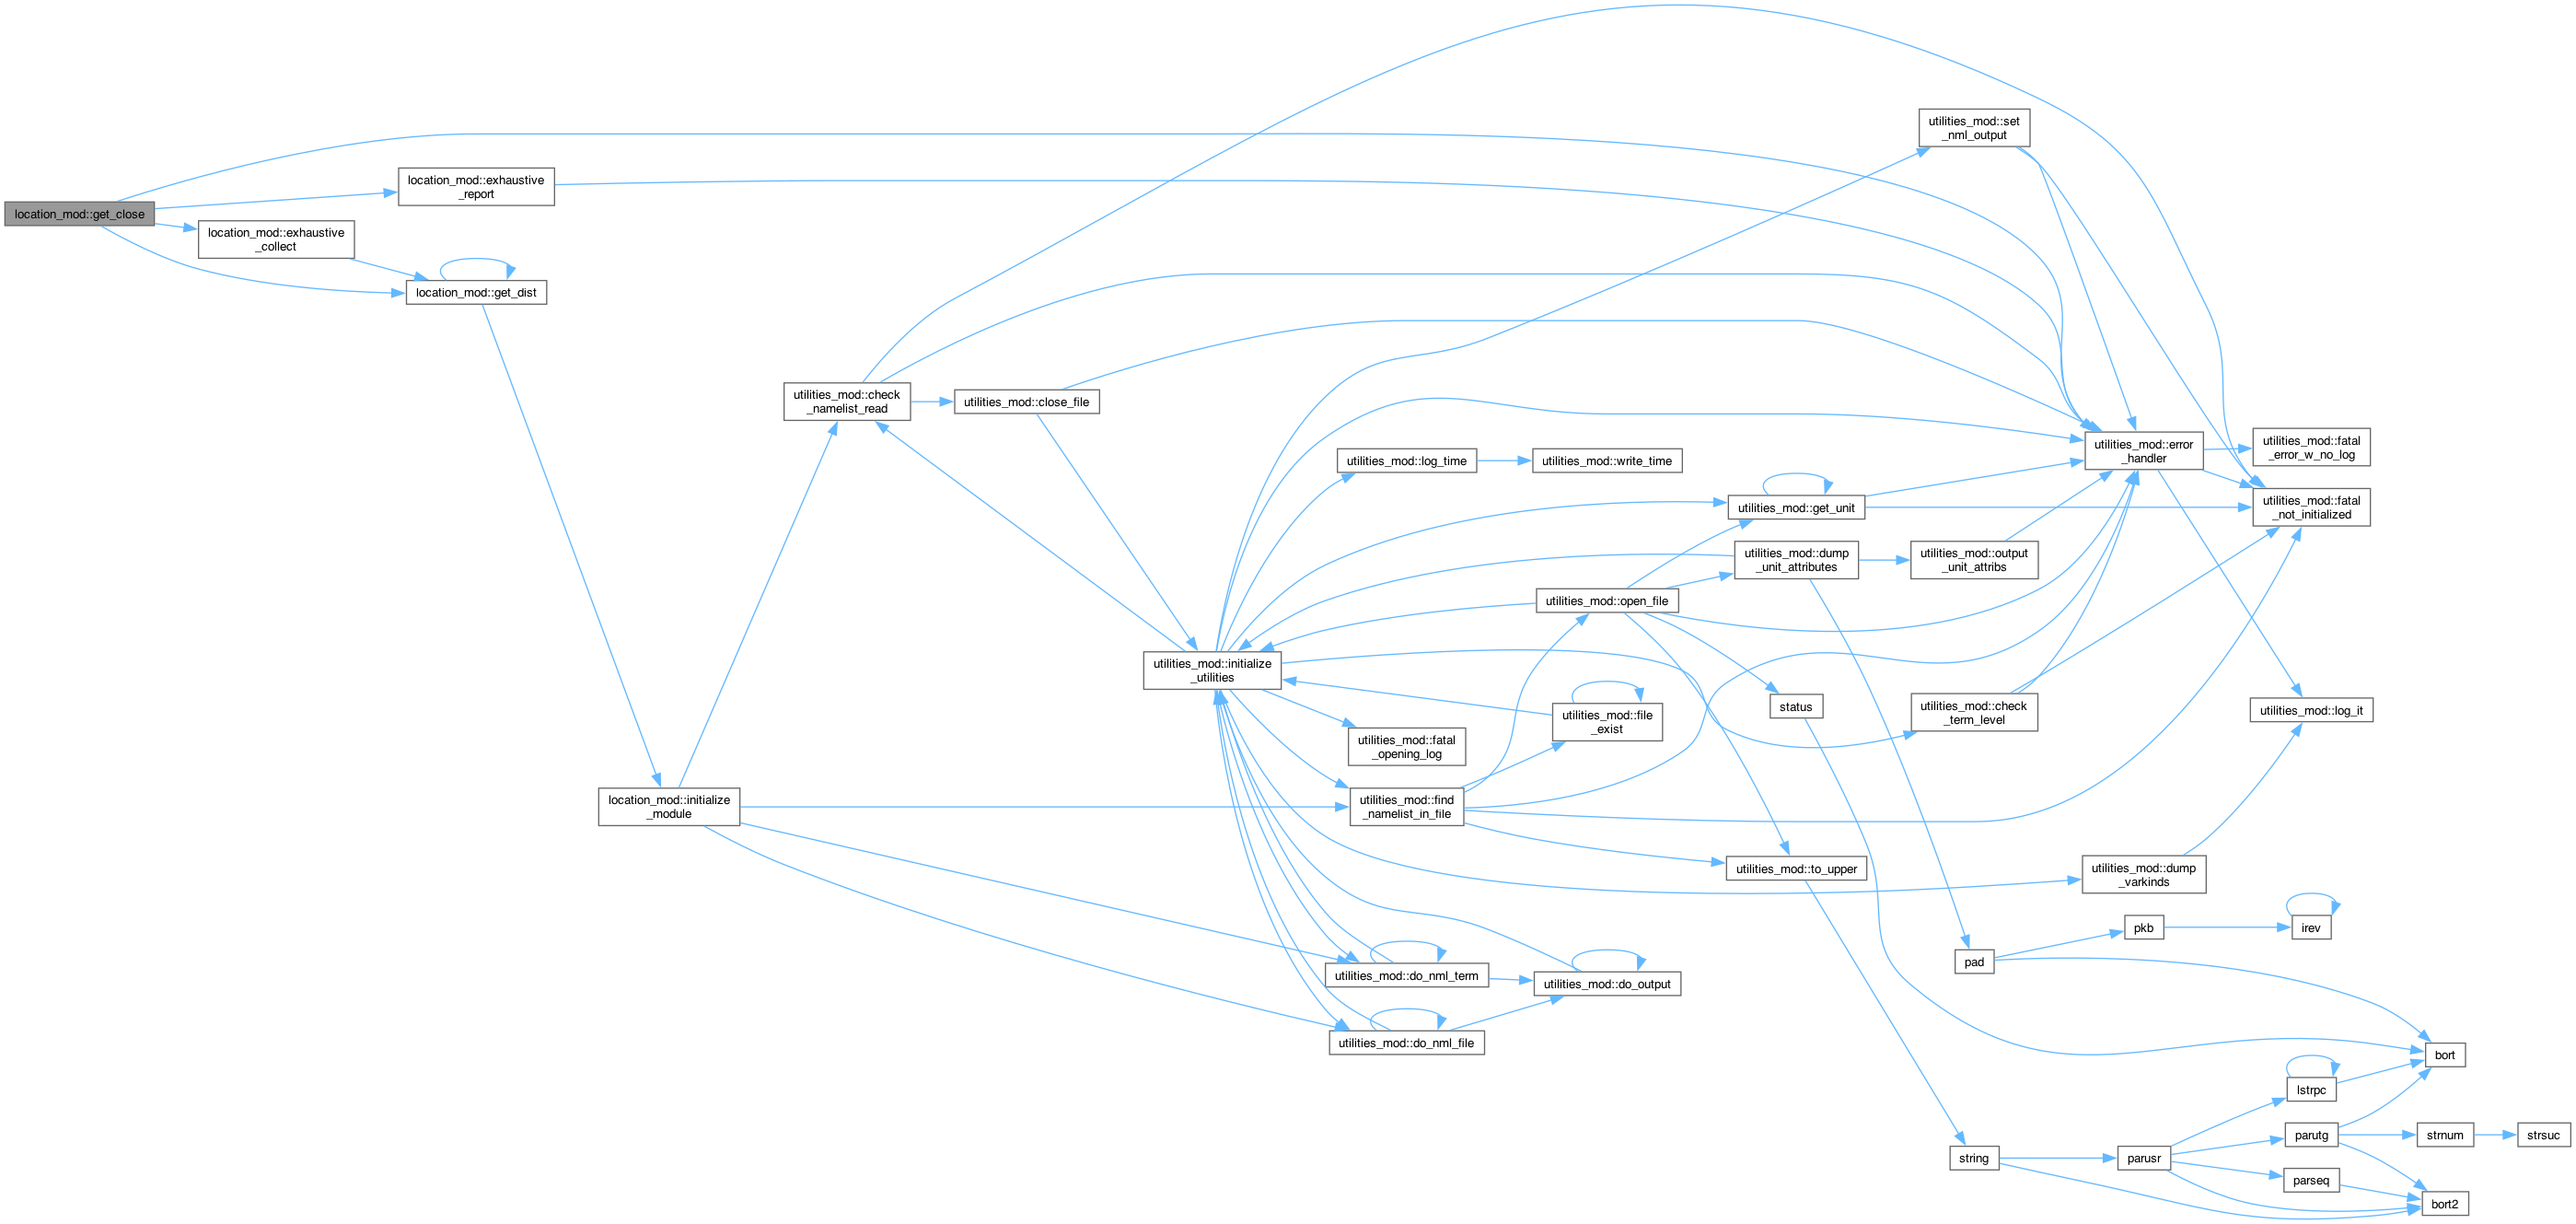 location_mod::get_close
location_mod::exhaustive
_report
location_mod::exhaustive
_collect
location_mod::get_dist
location_mod::initialize
_module
utilities_mod::check
_namelist_read
utilities_mod::close_file
utilities_mod::initialize
_utilities
utilities_mod::log_time
utilities_mod::write_time
utilities_mod::set
_nml_output
utilities_mod::error
_handler
utilities_mod::fatal
_error_w_no_log
utilities_mod::fatal
_not_initialized
utilities_mod::get_unit
utilities_mod::dump
_unit_attributes
utilities_mod::output
_unit_attribs
utilities_mod::open_file
utilities_mod::file
_exist
status
utilities_mod::check
_term_level
utilities_mod::log_it
utilities_mod::fatal
_opening_log
utilities_mod::find
_namelist_in_file
utilities_mod::to_upper
utilities_mod::dump
_varkinds
utilities_mod::do_nml_term
utilities_mod::do_output
utilities_mod::do_nml_file
pad
pkb
irev
bort
lstrpc
string
parusr
parutg
strnum
strsuc
parseq
bort2